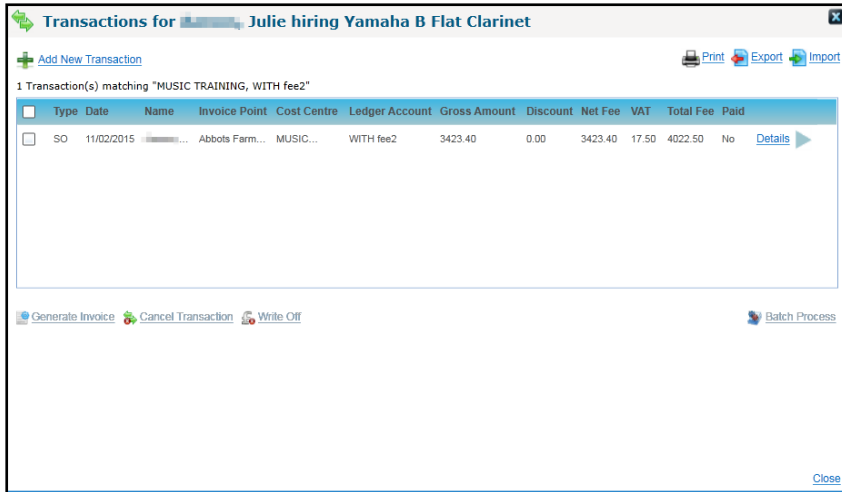 Transactions for Julie hiring Yamaha B Flat Clarinet
Add New Transaction Print Export Import
1 Transaction(s) matching "MUSIC TRAINING, WITH fee2"
Type Date Name Invoice Point Cost Centre Ledger Account Gross Amount Discount Net Fee VAT Total Fee Paid
SO 11/02/2015 Abbots Farm... MUSIC... WITH fee2 3423.40 0.00 3423.40 17.50 4022.50 No Details
Generate Invoice Cancel Transaction Write Off Batch Process
Close